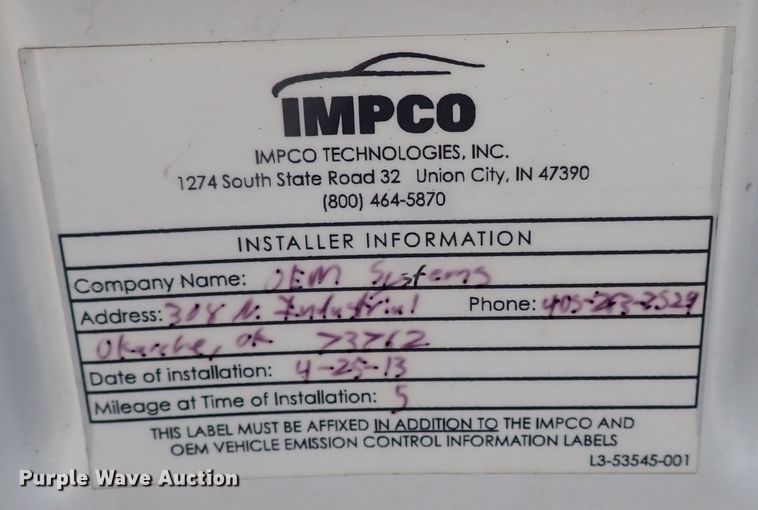 IMPCO
IMPCO TECHNOLOGIES, INC.
1274 South State Road 32 Union City, IN 47390
(800) 464-5870
INSTALLER INFORMATION
Company Name: OEM Systems
Address: 308 N. Industrial Phone: 405-263-7529
Okarche, ok 73762
Date of installation: 4-25-13
Mileage at Time of Installation: 5
THIS LABEL MUST BE AFFIXED IN ADDITION TO THE IMPCO AND
OEM VEHICLE EMISSION CONTROL INFORMATION LABELS
L3-53545-001
Purple Wave Auction